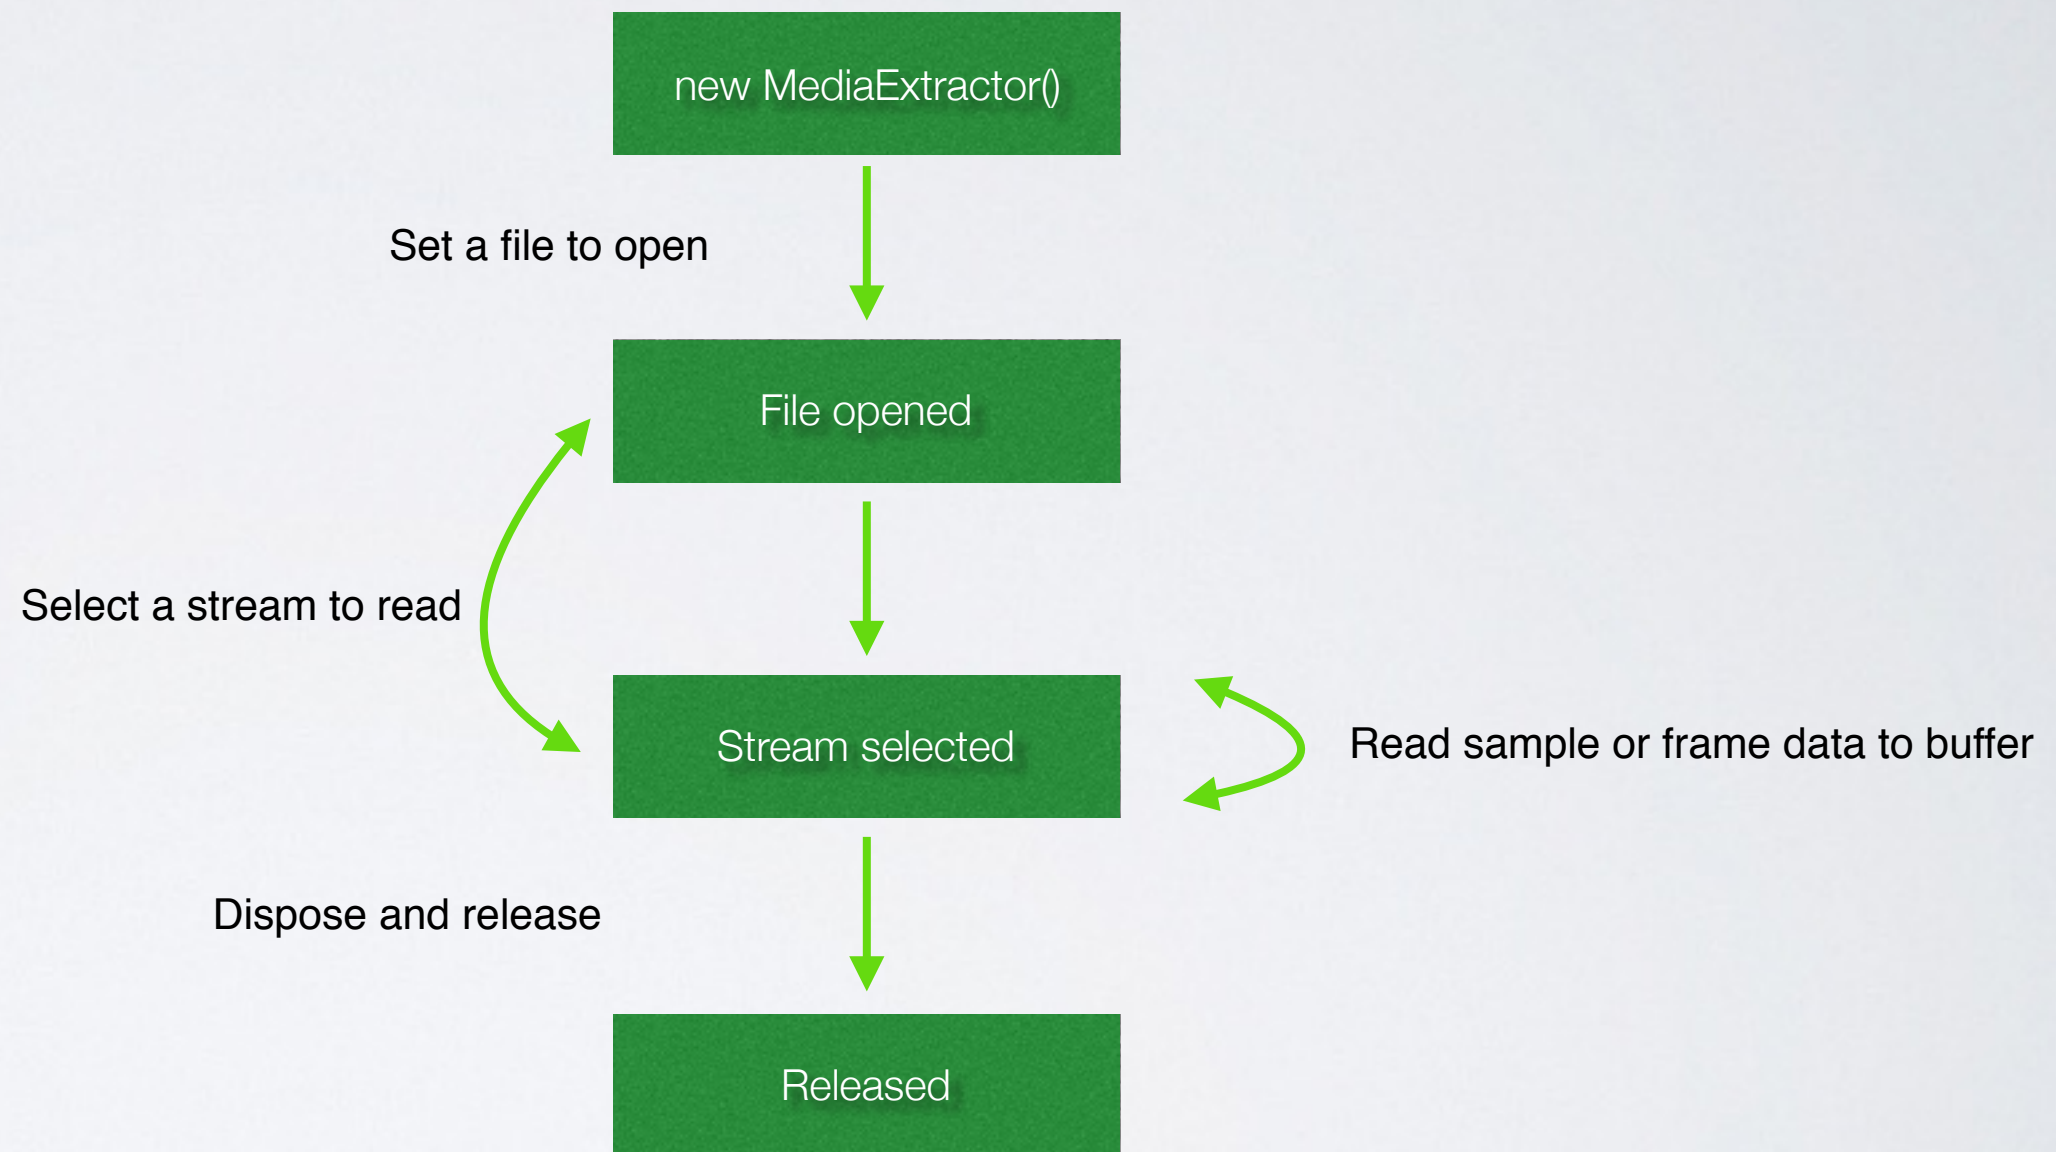 new MediaExtractor()
Set a file to open
File opened
Select a stream to read
Stream selected
Read sample or frame data to buffer
Dispose and release
Released